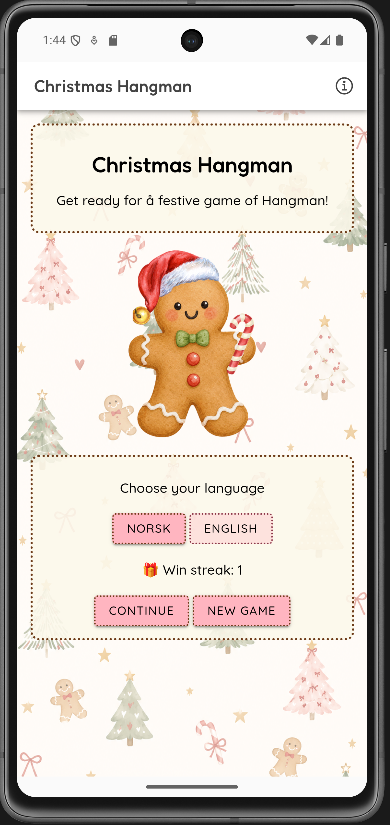 1:44
Christmas Hangman
Christmas Hangman
Get ready for å festive game of Hangman!
Choose your language
NORSK ENGLISH
🎁 Win streak: 1
CONTINUE NEW GAME